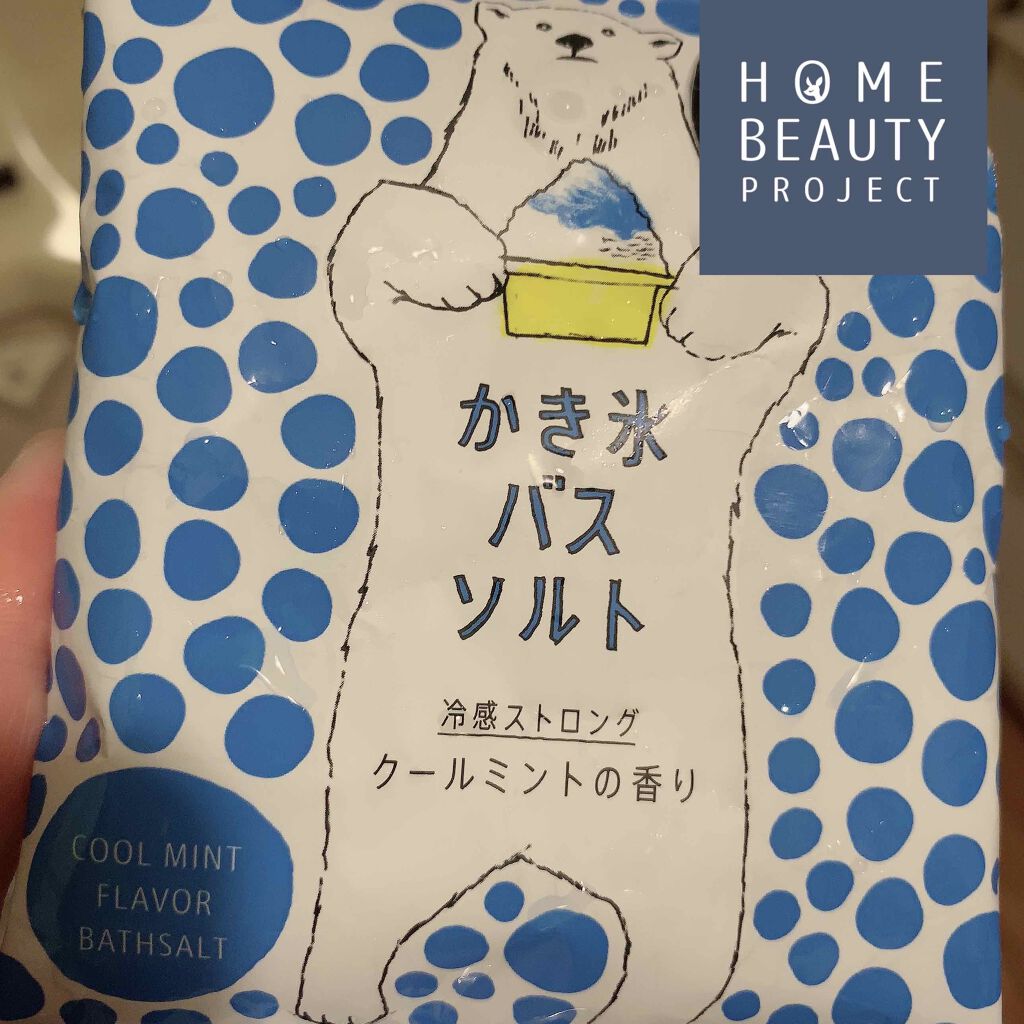 HOME
BEAUTY
PROJECT
かき氷
バス
ソルト
冷感ストロング
クールミントの香り
COOL MINT
FLAVOR
BATHSALT